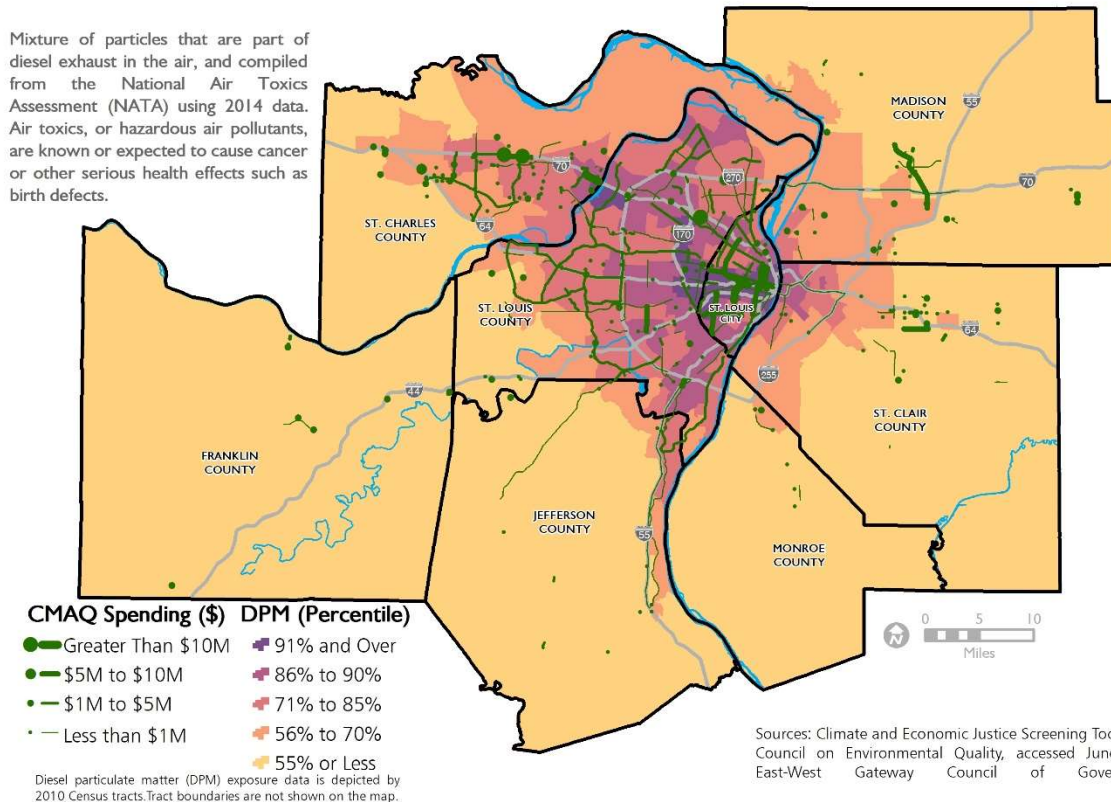 Mixture of particles that are part of
diesel exhaust in the air, and compiled
from the National Air Toxics
Assessment (NATA) using 2014 data.
Air toxics, or hazardous air pollutants,
are known or expected to cause cancer
or other serious health effects such as
birth defects.
MADISON
COUNTY
55
70
270
70
ST. CHARLES
COUNTY
64
170
ST. LOUIS
COUNTY
ST. LOUIS
CITY
64
255
44
ST. CLAIR
COUNTY
FRANKLIN
COUNTY
JEFFERSON
COUNTY
55
MONROE
COUNTY
CMAQ Spending ($)
Greater Than $10M
$5M to $10M
$1M to $5M
Less than $1M
DPM (Percentile)
91% and Over
86% to 90%
71% to 85%
56% to 70%
55% or Less
Diesel particulate matter (DPM) exposure data is depicted by
2010 Census tracts.Tract boundaries are not shown on the map.
N
0 5 10
Miles
Sources: Climate and Economic Justice Screening Too
Council on Environmental Quality, accessed June
East-West Gateway Council of Gove